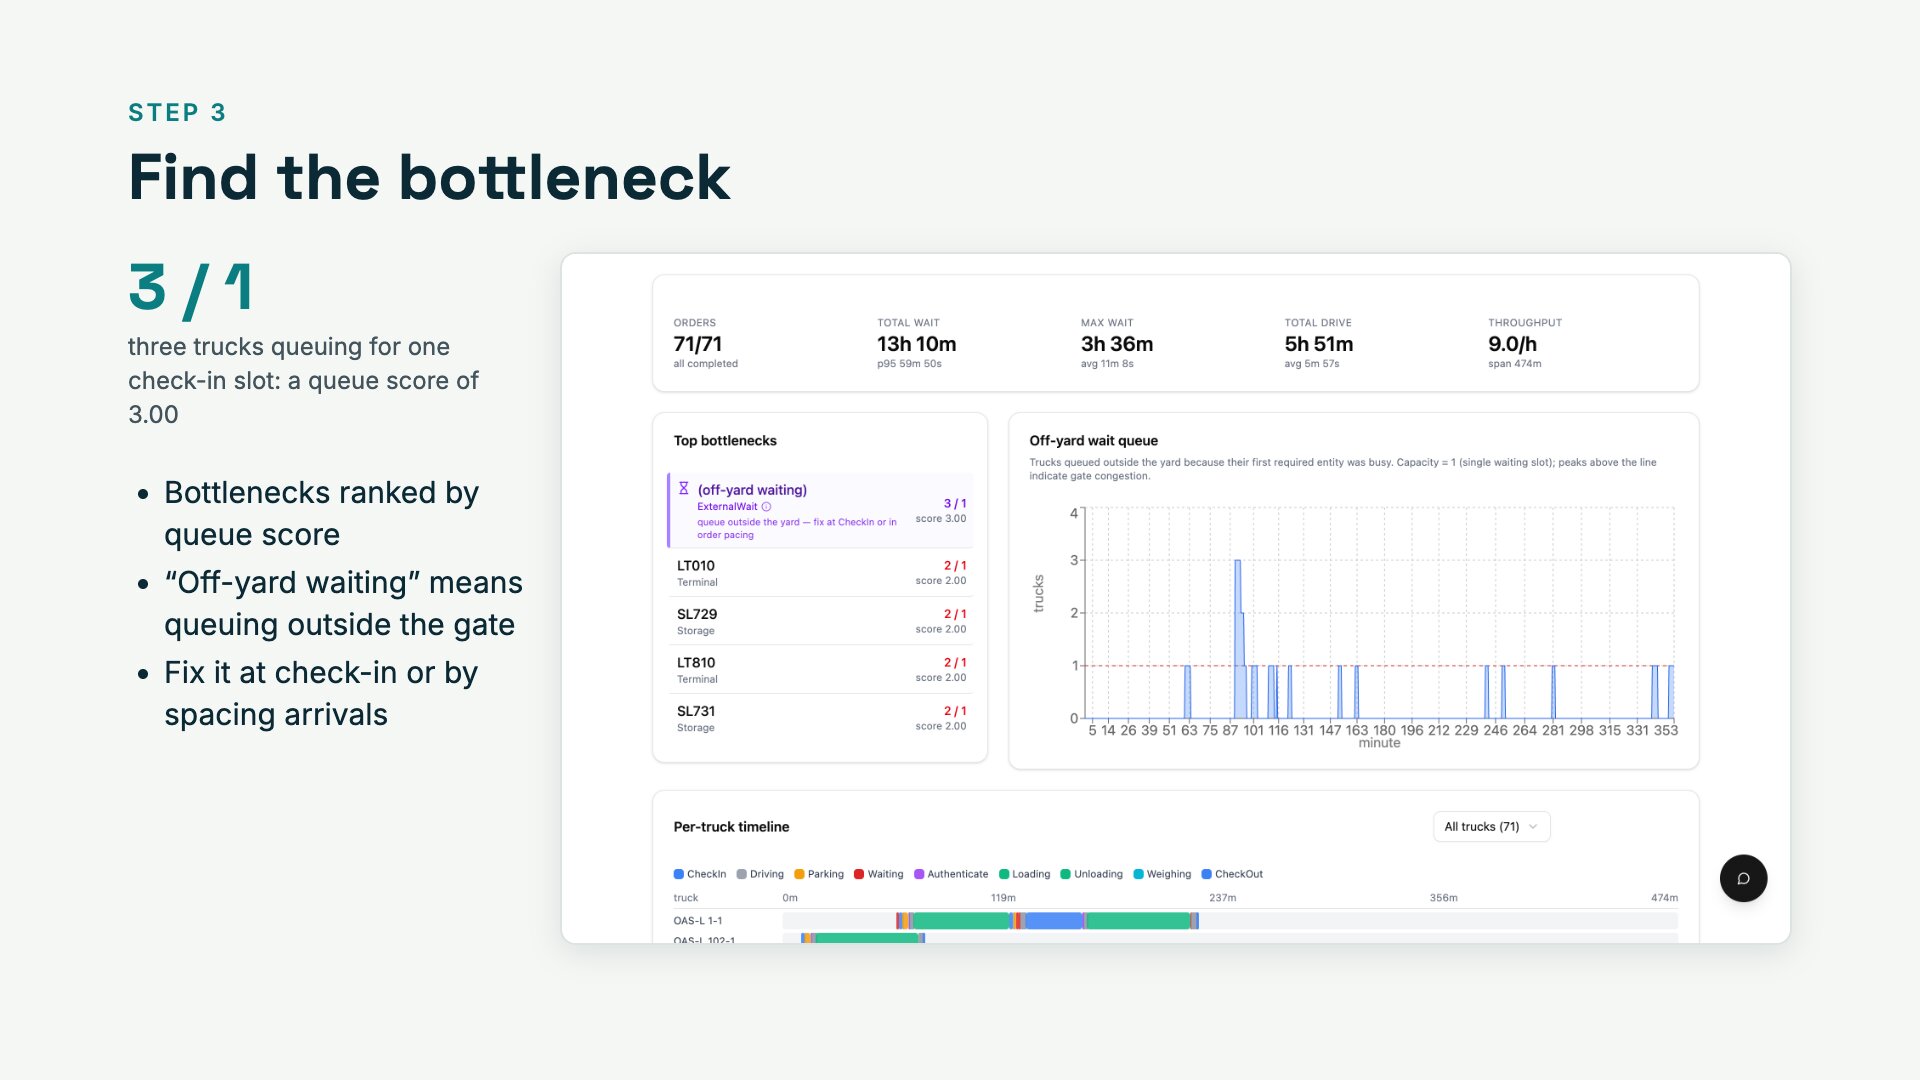 STEP 3
Find the bottleneck
3 / 1
three trucks queuing for one
check-in slot: a queue score of
3.00
• Bottlenecks ranked by
queue score
• “Off-yard waiting” means
queuing outside the gate
• Fix it at check-in or by
spacing arrivals
ORDERS
71/71
all completed
TOTAL WAIT
13h 10m
p95 59m 50s
MAX WAIT
3h 36m
avg 11m 8s
TOTAL DRIVE
5h 51m
avg 5m 57s
THROUGHPUT
9.0/h
span 474m
Top bottlenecks
(off-yard waiting)
ExternalWait
queue outside the yard — fix at CheckIn or in
order pacing
3 / 1
score 3.00
LT010
Terminal
2 / 1
score 2.00
SL729
Storage
2 / 1
score 2.00
LT810
Terminal
2 / 1
score 2.00
SL731
Storage
2 / 1
score 2.00
Off-yard wait queue
Trucks queued outside the yard because their first required entity was busy. Capacity = 1 (single waiting slot); peaks above the line
indicate gate congestion.
trucks
4
3
2
1
0
5 14 26 39 51 63 75 87 101 116 131 147 163 180 196 212 229 246 264 281 298 315 331 353
minute
Per-truck timeline
All trucks (71)
CheckIn Driving Parking Waiting Authenticate Loading Unloading Weighing CheckOut
truck 0m 119m 237m 356m 474m
OAS-L 1-1
OAS-L 102-1